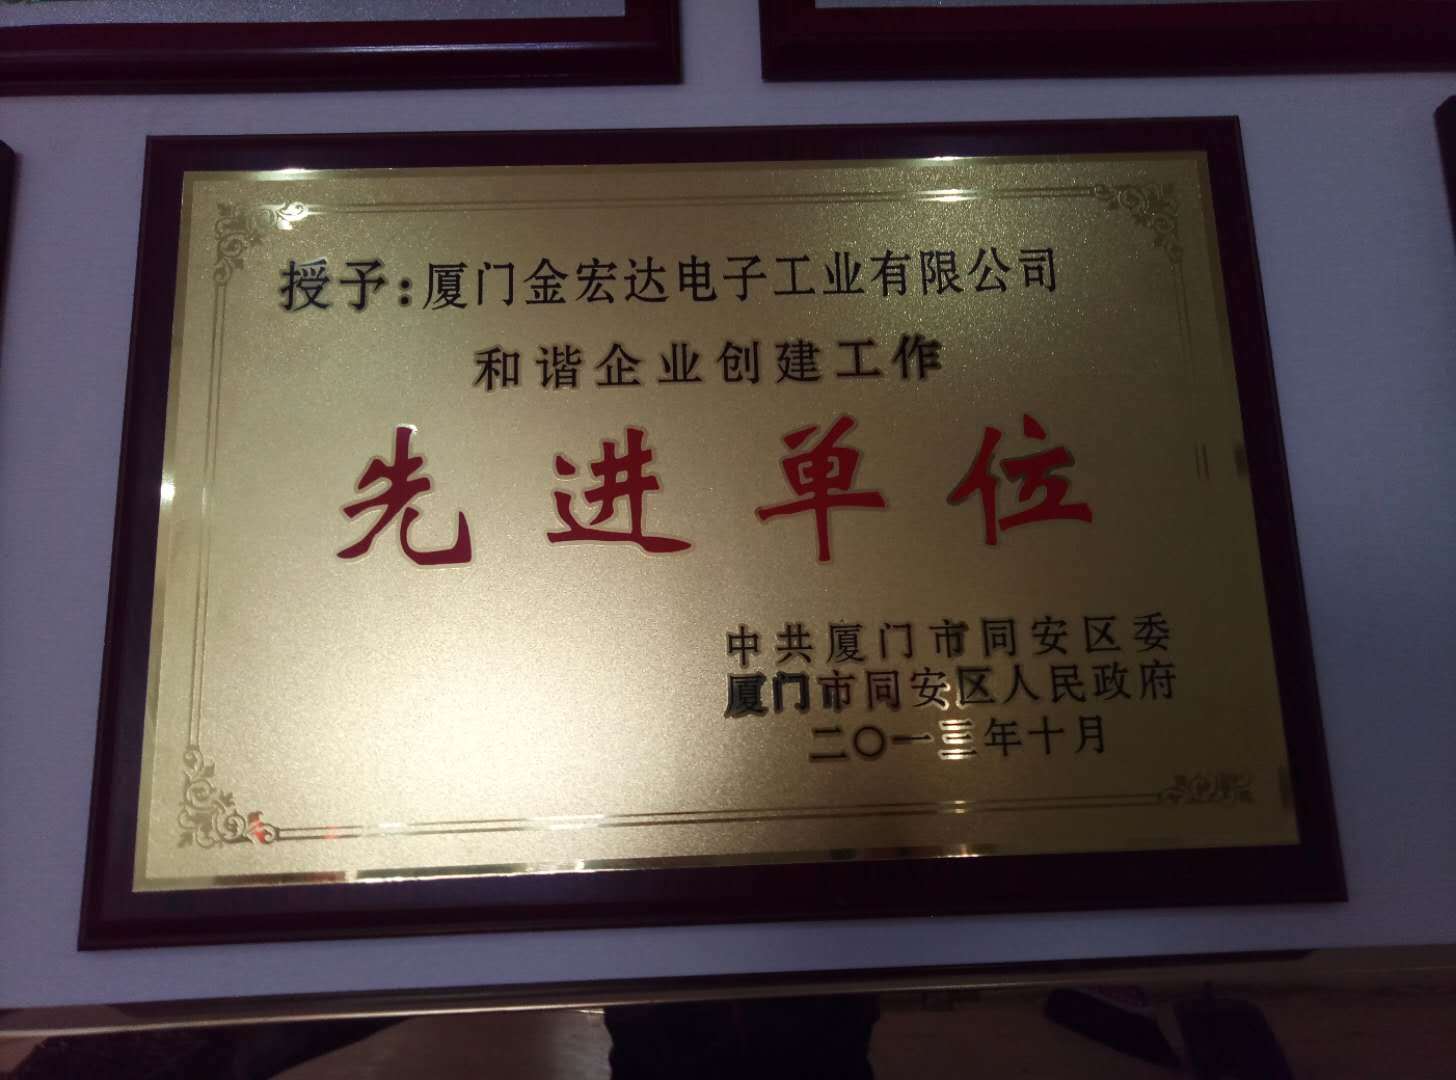 授予:厦门金宏达电子工业有限公司
和谐企业创建工作
先进单位
中共厦门市同安区委
厦门市同安区人民政府
二〇一三年十月